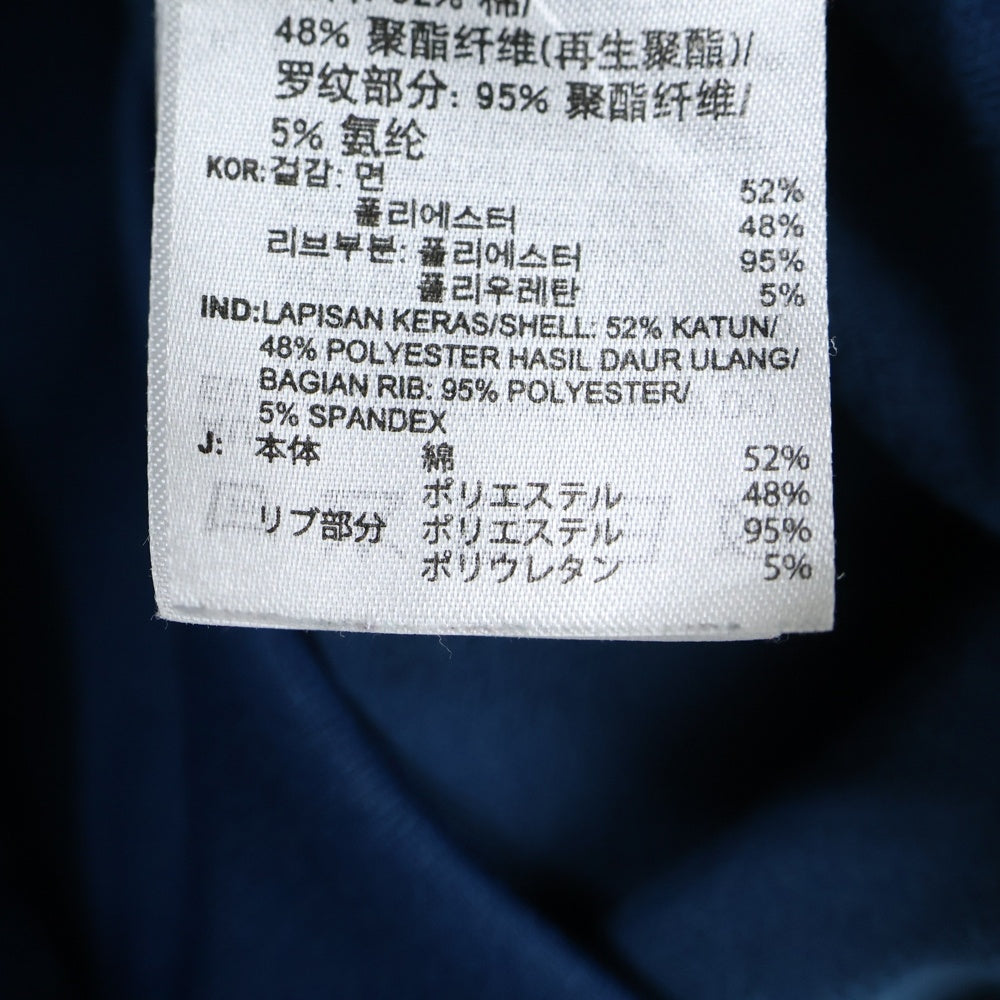 52% 棉/
48% 聚酯纤维(再生聚酯)/
罗纹部分: 95% 聚酯纤维/
5% 氨纶
KOR: 겉감: 면 52%
폴리에스터 48%
리브부분: 폴리에스터 95%
폴리우레탄 5%
IND:LAPISAN KERAS/SHELL: 52% KATUN/
48% POLYESTER HASIL DAUR ULANG/
BAGIAN RIB: 95% POLYESTER/
5% SPANDEX
J: 本体 綿 52%
ポリエステル 48%
リブ部分 ポリエステル 95%
ポリウレタン 5%